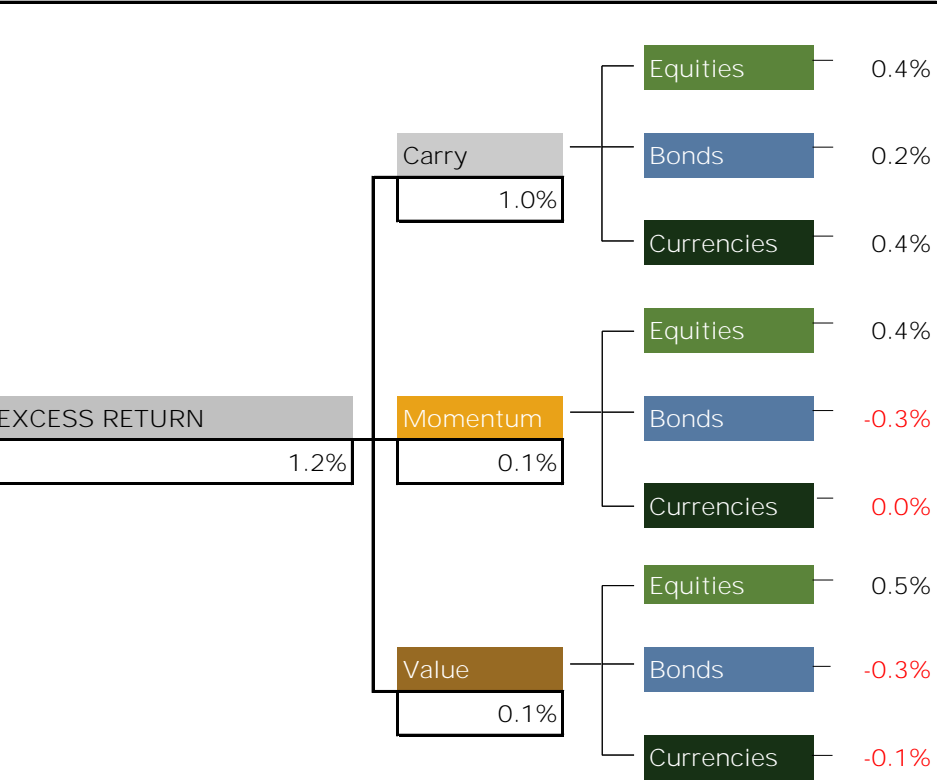 Equities 0.4%
Carry Bonds 0.2%
1.0%
Currencies 0.4%
Equities 0.4%
EXCESS RETURN Momentum Bonds -0.3%
1.2% 0.1%
Currencies 0.0%
Equities 0.5%
Value Bonds -0.3%
0.1%
Currencies -0.1%